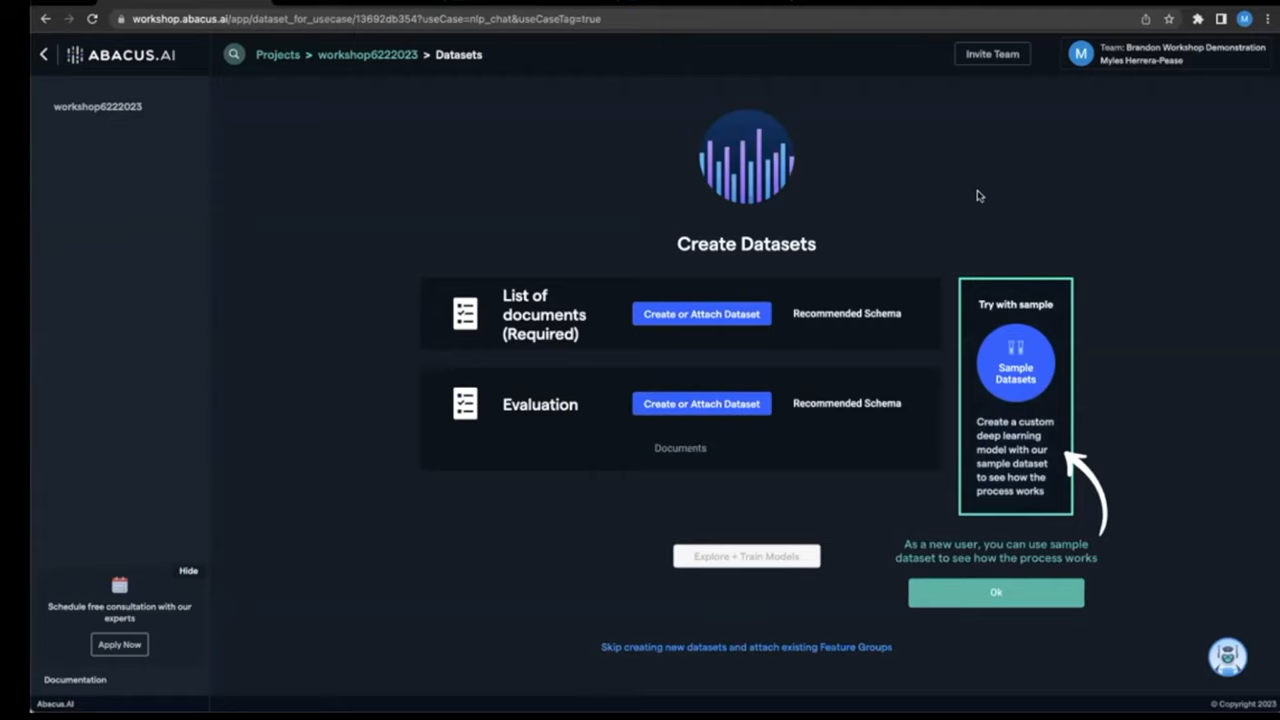 workshop.abacus.ai/app/dataset_for_usecase/13692db354?useCase=nlp_chat&useCaseTag=true
M
ABACUS.AI
Projects > workshop6222023 > Datasets
Invite Team
M
Team: Brandon Workshop Demonstration
Myles Herrera-Pease
workshop6222023
Create Datasets
List of
documents
(Required)
Create or Attach Dataset
Recommended Schema
Evaluation
Create or Attach Dataset
Recommended Schema
Documents
Try with sample
Sample
Datasets
Create a custom
deep learning
model with our
sample dataset
to see how the
process works
Explore + Train Models
As a new user, you can use sample
dataset to see how the process works
Ok
Skip creating new datasets and attach existing Feature Groups
Hide
Schedule free consultation with our
experts
Apply Now
Documentation
Abacus.AI
© Copyright 2023